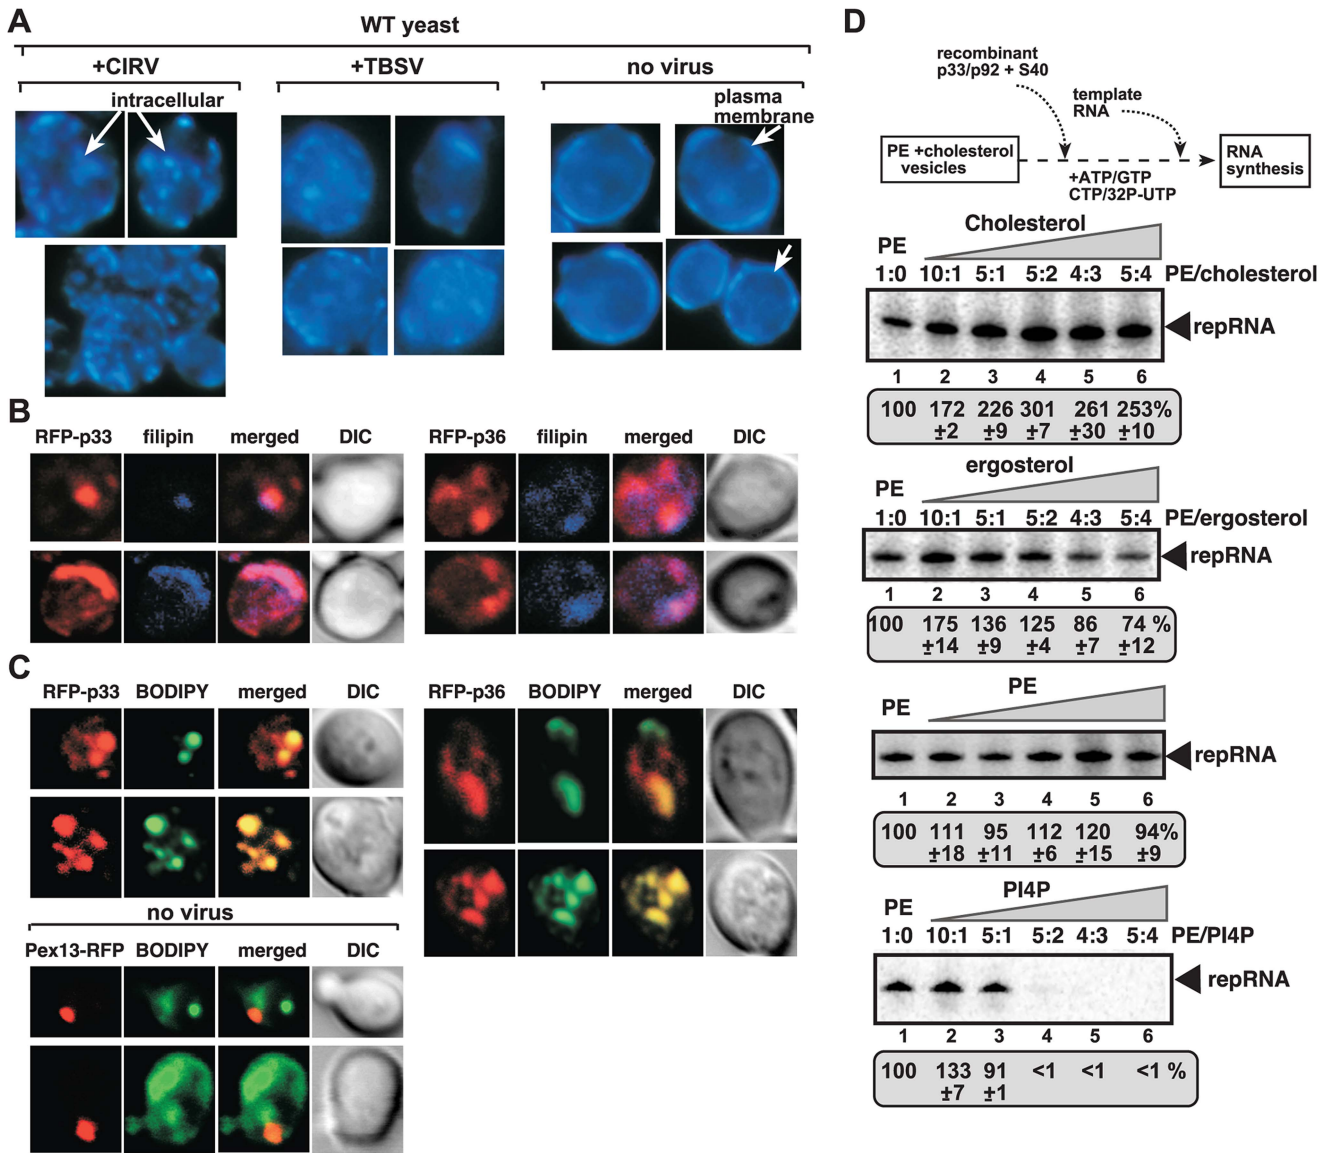 A
WT yeast
+CIRV
+TBSV
no virus
intracellular
plasma
membrane
B
RFP-p33
filipin
merged
DIC
RFP-p36
filipin
merged
DIC
C
RFP-p33
BODIPY
merged
DIC
RFP-p36
BODIPY
merged
DIC
no virus
Pex13-RFP
BODIPY
merged
DIC
D
recombinant
p33/p92 + S40
template
RNA
PE +cholesterol
vesicles
+ATP/GTP
CTP/32P-UTP
RNA
synthesis
Cholesterol
PE
1:0 10:1 5:1 5:2 4:3 5:4 PE/cholesterol
repRNA
1 2 3 4 5 6
100 172 226 301 261 253%
±2 ±9 ±7 ±30 ±10
ergosterol
PE
1:0 10:1 5:1 5:2 4:3 5:4 PE/ergosterol
repRNA
1 2 3 4 5 6
100 175 136 125 86 74 %
±14 ±9 ±4 ±7 ±12
PE
PE
repRNA
1 2 3 4 5 6
100 111 95 112 120 94%
±18 ±11 ±6 ±15 ±9
PI4P
PE
1:0 10:1 5:1 5:2 4:3 5:4 PE/PI4P
repRNA
1 2 3 4 5 6
100 133 91 <1 <1 <1 %
±7 ±1